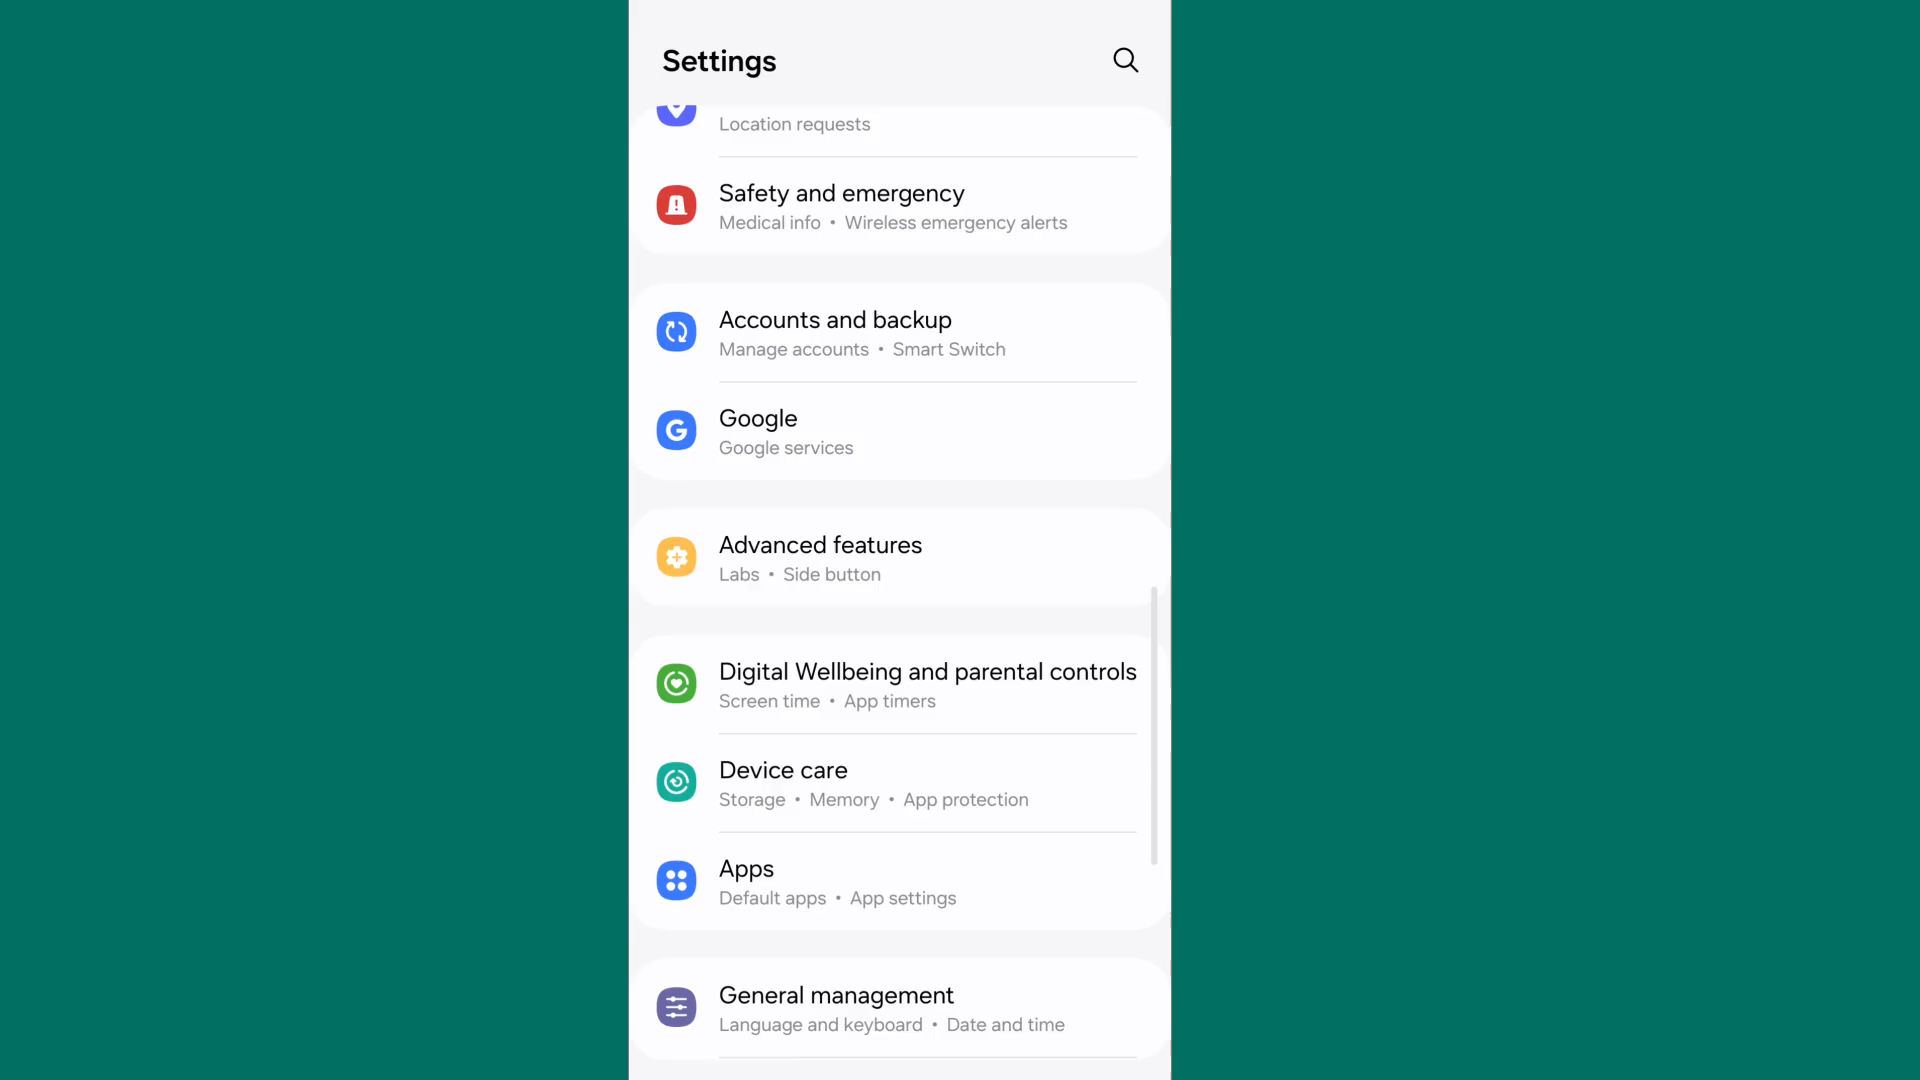 Settings
Location requests
Safety and emergency
Medical info • Wireless emergency alerts
Accounts and backup
Manage accounts • Smart Switch
Google
Google services
Advanced features
Labs • Side button
Digital Wellbeing and parental controls
Screen time • App timers
Device care
Storage • Memory • App protection
Apps
Default apps • App settings
General management
Language and keyboard • Date and time